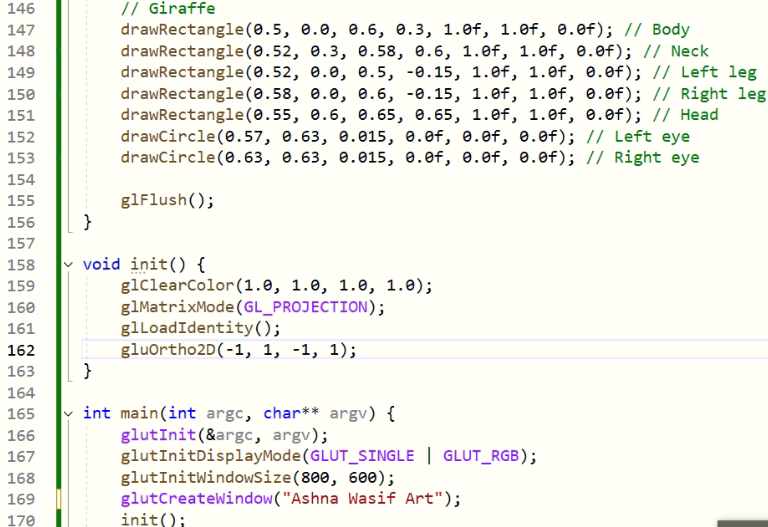 146 // Giraffe
147 drawRectangle(0.5, 0.0, 0.6, 0.3, 1.0f, 1.0f, 0.0f); // Body
148 drawRectangle(0.52, 0.3, 0.58, 0.6, 1.0f, 1.0f, 0.0f); // Neck
149 drawRectangle(0.52, 0.0, 0.5, -0.15, 1.0f, 1.0f, 0.0f); // Left leg
150 drawRectangle(0.58, 0.0, 0.6, -0.15, 1.0f, 1.0f, 0.0f); // Right leg
151 drawRectangle(0.55, 0.6, 0.65, 0.65, 1.0f, 1.0f, 0.0f); // Head
152 drawCircle(0.57, 0.63, 0.015, 0.0f, 0.0f, 0.0f); // Left eye
153 drawCircle(0.63, 0.63, 0.015, 0.0f, 0.0f, 0.0f); // Right eye
154
155 glFlush();
156 }
157
158 void init() {
159 glClearColor(1.0, 1.0, 1.0, 1.0);
160 glMatrixMode(GL_PROJECTION);
161 glLoadIdentity();
162 gluOrtho2D(-1, 1, -1, 1);
163 }
164
165 int main(int argc, char** argv) {
166 glutInit(&argc, argv);
167 glutInitDisplayMode(GLUT_SINGLE | GLUT_RGB);
168 glutInitWindowSize(800, 600);
169 glutCreateWindow("Ashna Wasif Art");
170 init();